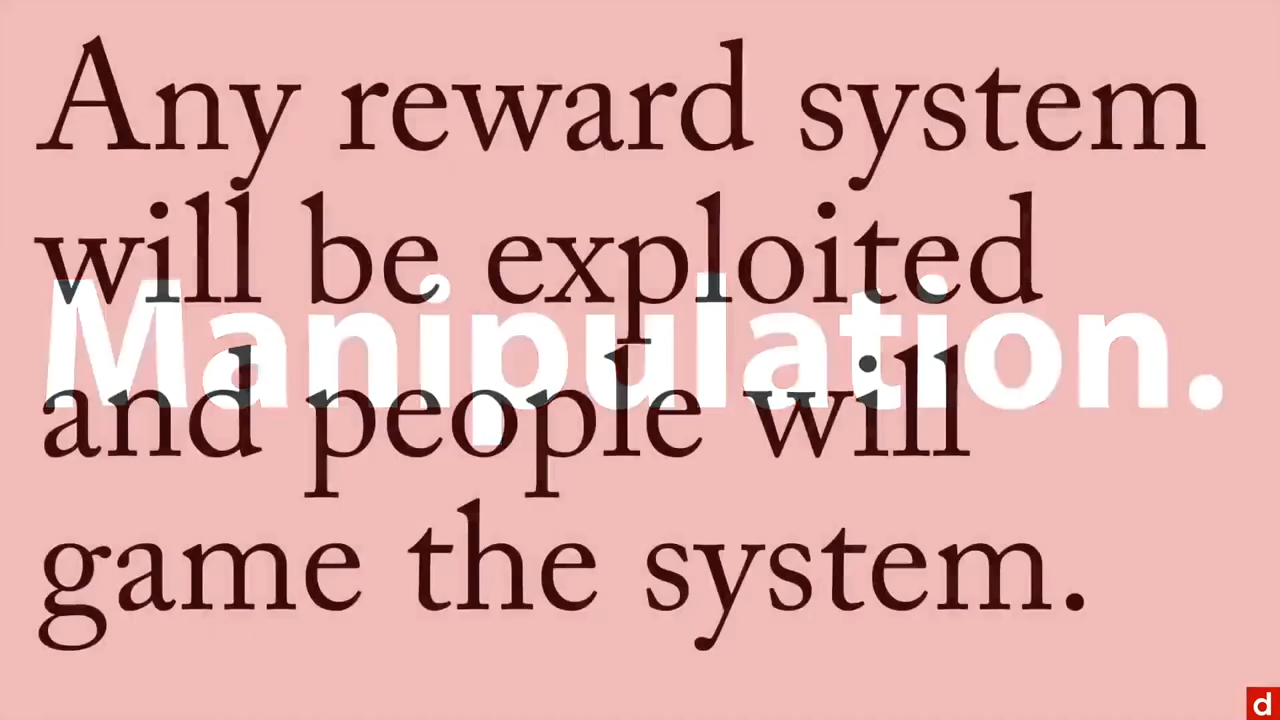 Any reward system
will be exploited
Manipulation.
and people will
game the system.
d